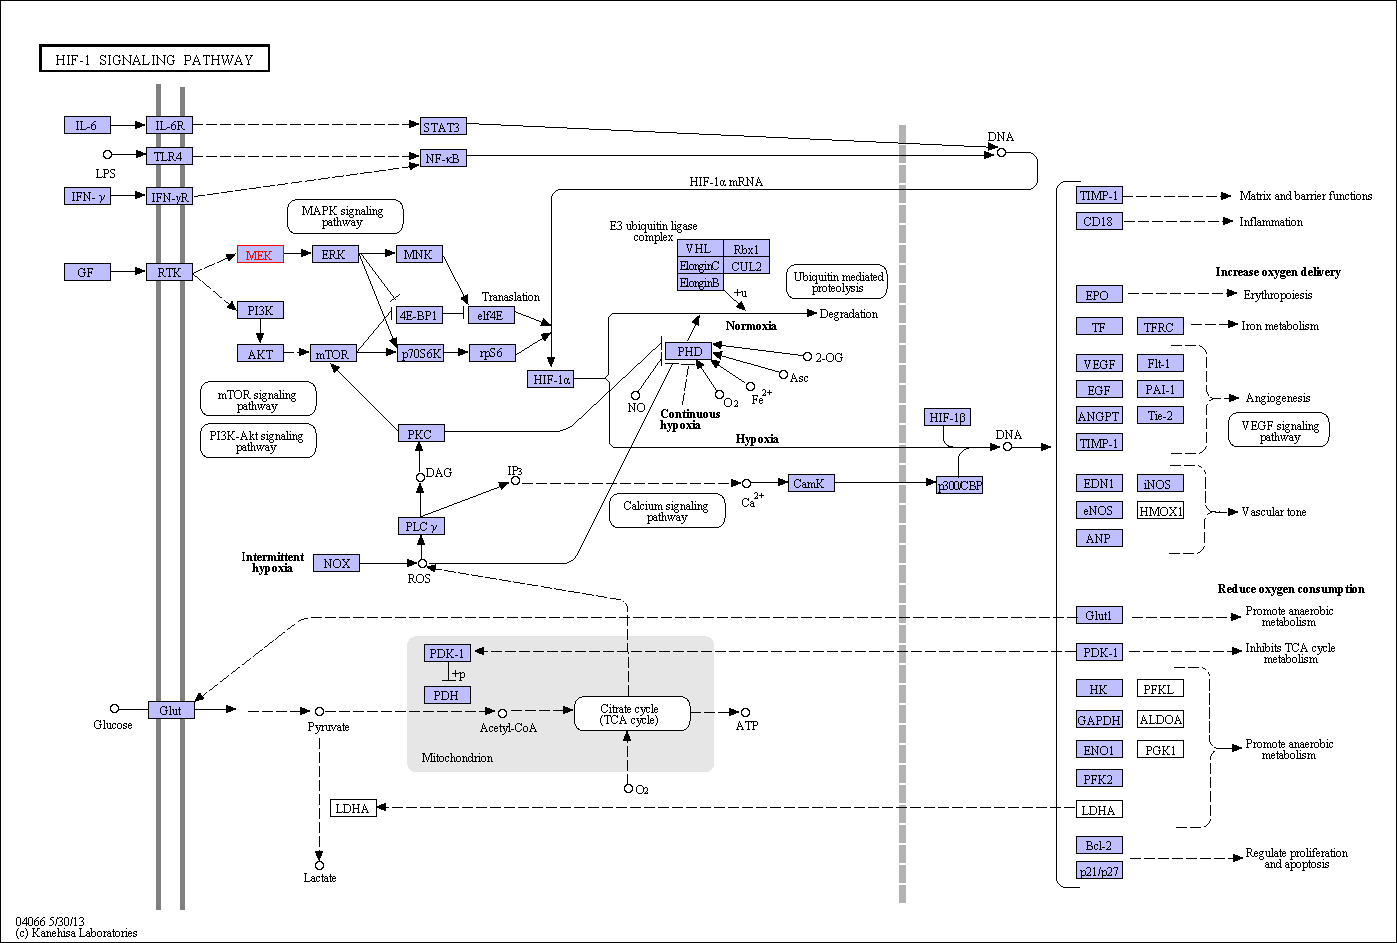 HIF-1 SIGNALING PATHWAY
IL-6
IL-6R
STAT3
DNA
LPS
TLR4
NF-κB
IFN-γ
IFN-γR
HIF-1α mRNA
MAPK signaling
pathway
E3 ubiquitin ligase
complex
VHL
Rbx1
ElonginC
CUL2
ElonginB
+u
Ubiquitin mediated
proteolysis
GF
RTK
MEK
ERK
MNK
Translation
PI3K
4E-BP1
eIf4E
Normoxia
Degradation
AKT
mTOR
p70S6K
rpS6
PHD
2-OG
HIF-1α
Asc
Fe2+
O2
NO
Continuous
hypoxia
mTOR signaling
pathway
PI3K-Akt signaling
pathway
PKC
Hypoxia
HIF-1β
DNA
DAG
IP3
Ca2+
CamK
p300/CBP
Calcium signaling
pathway
PLCγ
Intermittent
hypoxia
NOX
ROS
PDK-1
+p
PDH
Glut
Glucose
Pyruvate
Acetyl-CoA
Citrate cycle
(TCA cycle)
ATP
Mitochondrion
O2
LDHA
Lactate
TIMP-1
Matrix and barrier functions
CD18
Inflammation
Increase oxygen delivery
EPO
Erythropoiesis
TF
TFRC
Iron metabolism
VEGF
Flt-1
EGF
PAI-1
Angiogenesis
ANGPT
Tie-2
VEGF signaling
pathway
TIMP-1
EDN1
iNOS
eNOS
HMOX1
Vascular tone
ANP
Reduce oxygen consumption
Glut1
Promote anaerobic
metabolism
PDK-1
Inhibits TCA cycle
metabolism
HK
PFKL
GAPDH
ALDOA
ENO1
PGK1
Promote anaerobic
metabolism
PFK2
LDHA
Bcl-2
Regulate proliferation
and apoptosis
p21/p27
04066 5/30/13
(c) Kanehisa Laboratories